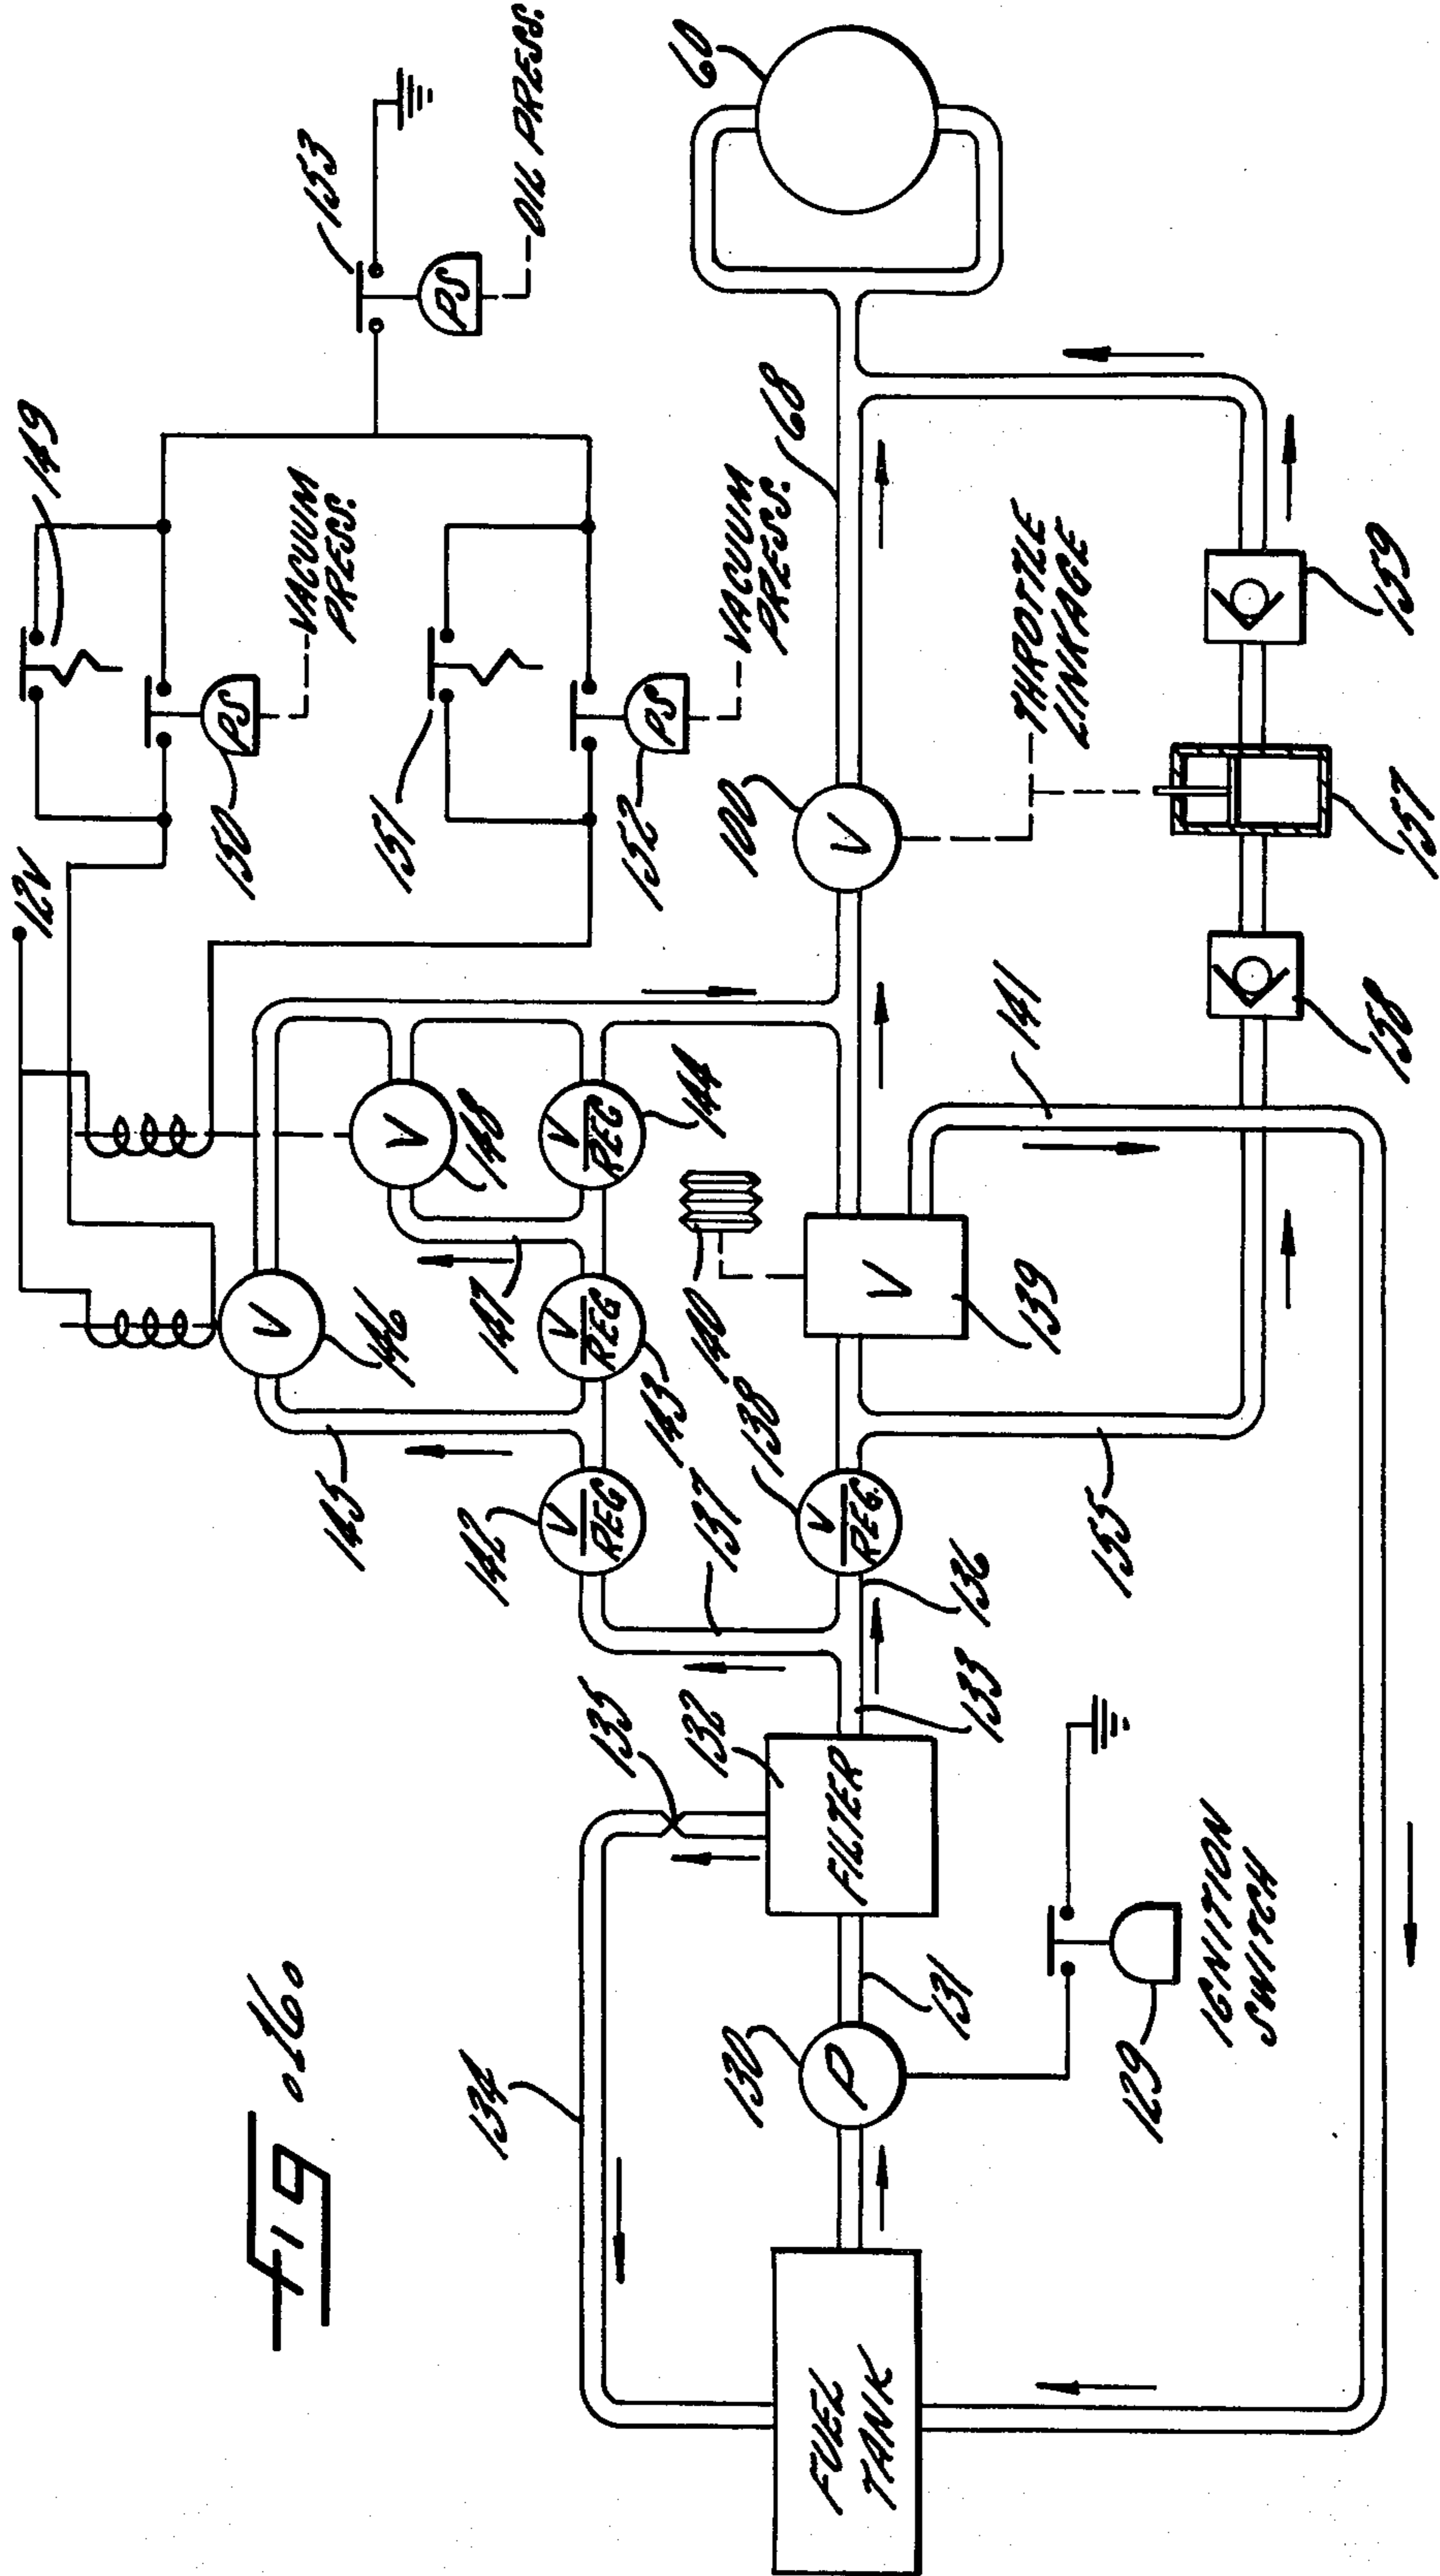 Fig. 16.
12V
149
150
VACUUM
PRESS.
151
152
VACUUM
PRESS.
153
PS
PS
PS
OIL PRESS.
145
V
146
147
V
148
142
V
REG
143
V
REG
144
V
REG
137
138
V
REG.
140
V
139
141
100
V
68
60
THROTTLE
LINKAGE
134
135
132
FILTER
133
136
130
P
131
FUEL
TANK
129
IGNITION
SWITCH
155
158
157
159